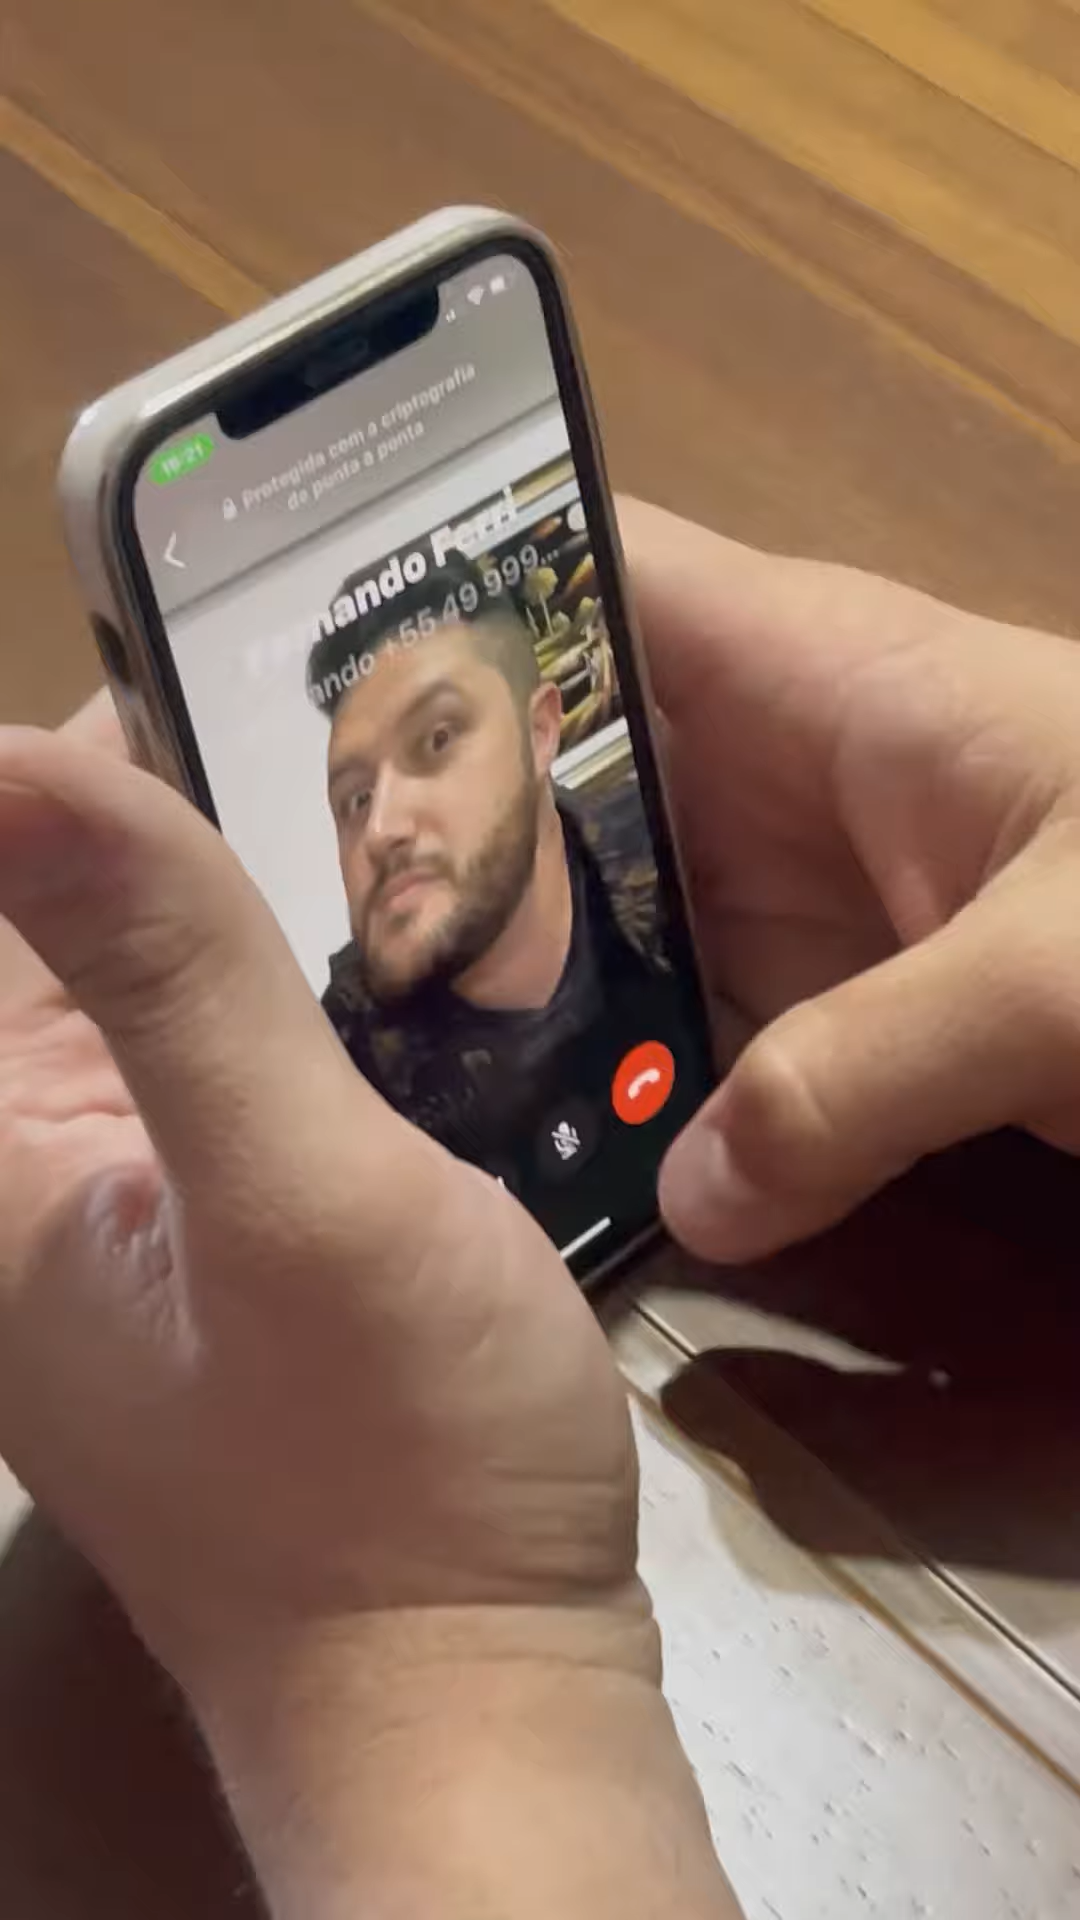 16:21
Protegida com a criptografia
de ponta a ponta
nando Ferri
ando +55 49 999...